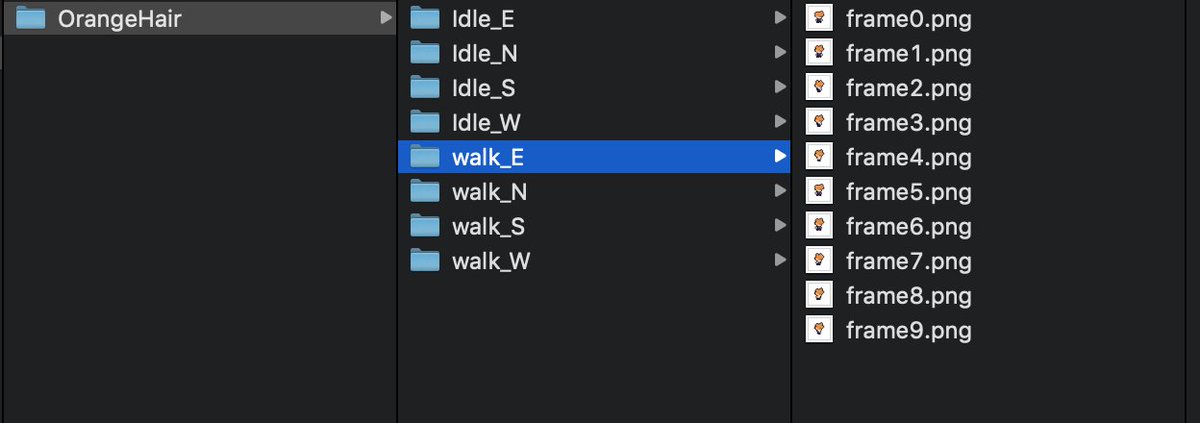 OrangeHair
Idle_E
Idle_N
Idle_S
Idle_W
walk_E
walk_N
walk_S
walk_W
frame0.png
frame1.png
frame2.png
frame3.png
frame4.png
frame5.png
frame6.png
frame7.png
frame8.png
frame9.png